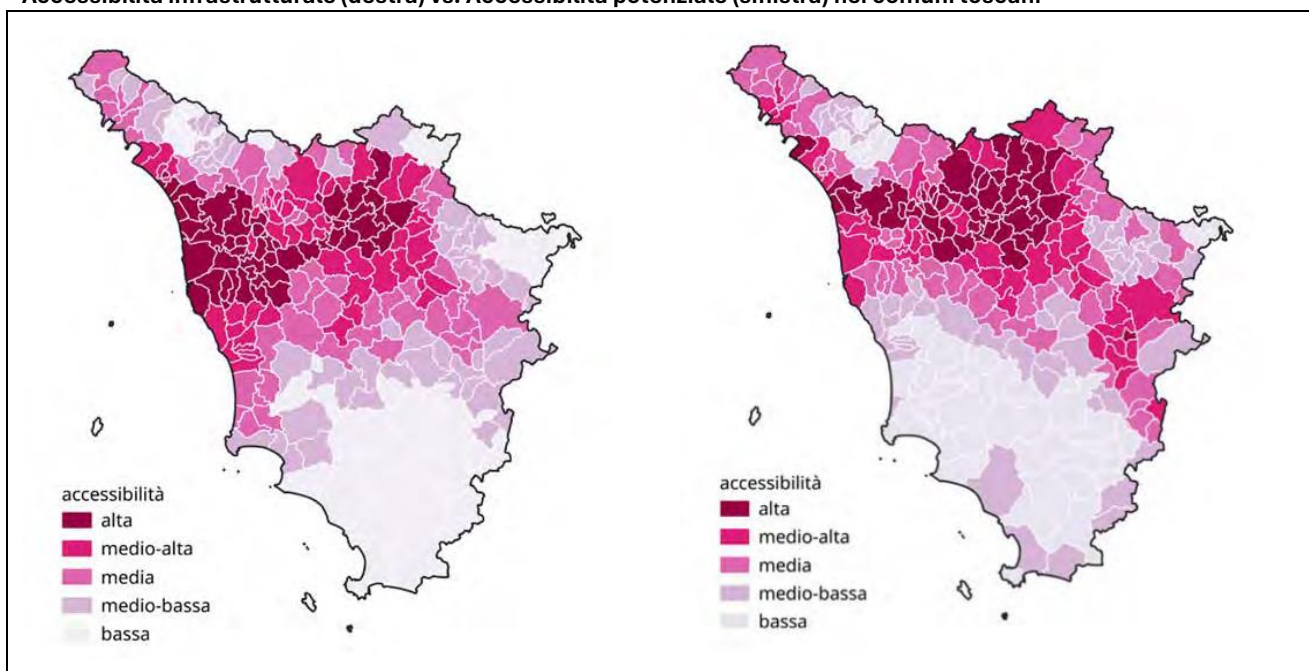 Accessibilità infrastrutturale (destra) vs. Accessibilità potenziale (sinistra) nei comuni toscani
accessibilità
alta
medio-alta
media
medio-bassa
bassa
accessibilità
alta
medio-alta
media
medio-bassa
bassa